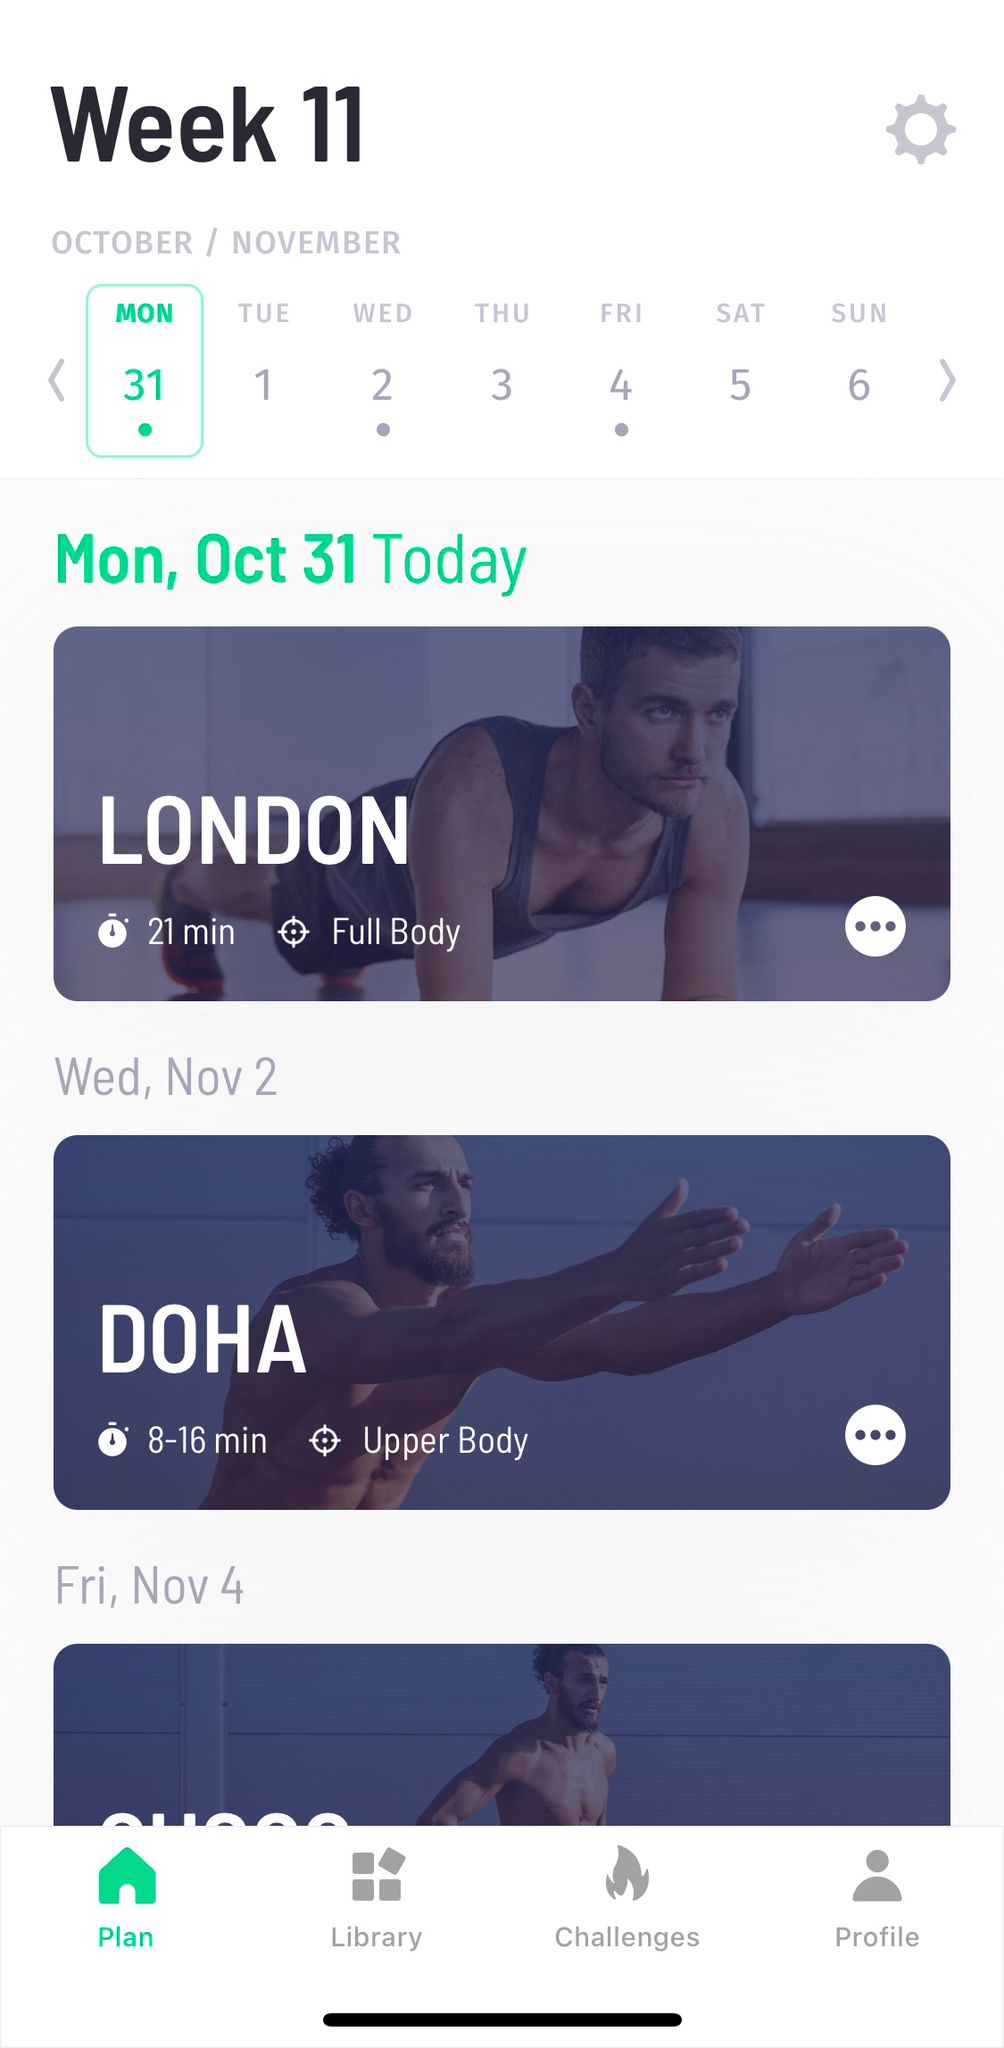 Week 11
OCTOBER / NOVEMBER
MON TUE WED THU FRI SAT SUN
31 1 2 3 4 5 6
Mon, Oct 31 Today
LONDON
21 min Full Body
Wed, Nov 2
DOHA
8-16 min Upper Body
Fri, Nov 4
Plan Library Challenges Profile